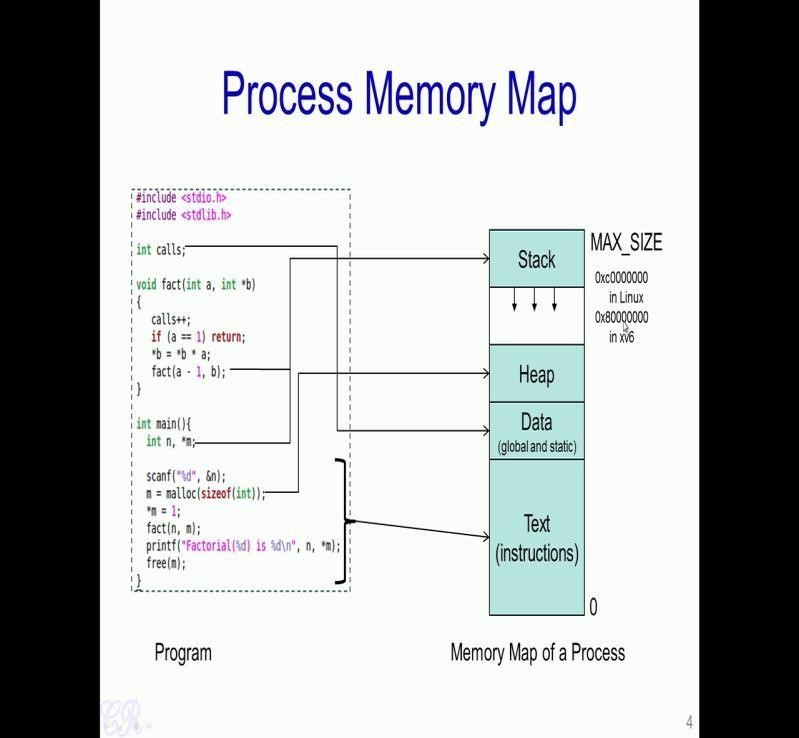 Process Memory Map
#include <stdio.h>
#include <stdlib.h>
int calls;
void fact(int a, int *b)
{
calls++;
if (a == 1) return;
*b = *b * a;
fact(a - 1, b);
}
int main(){
int n, *m;
scanf("%d", &n);
m = malloc(sizeof(int));
*m = 1;
fact(n, m);
printf("Factorial(%d) is %d\n", n, *m);
free(m);
}
Program
Stack
Heap
Data
(global and static)
Text
(instructions)
MAX_SIZE
0xc0000000
in Linux
0x80000000
in xv6
0
Memory Map of a Process
4